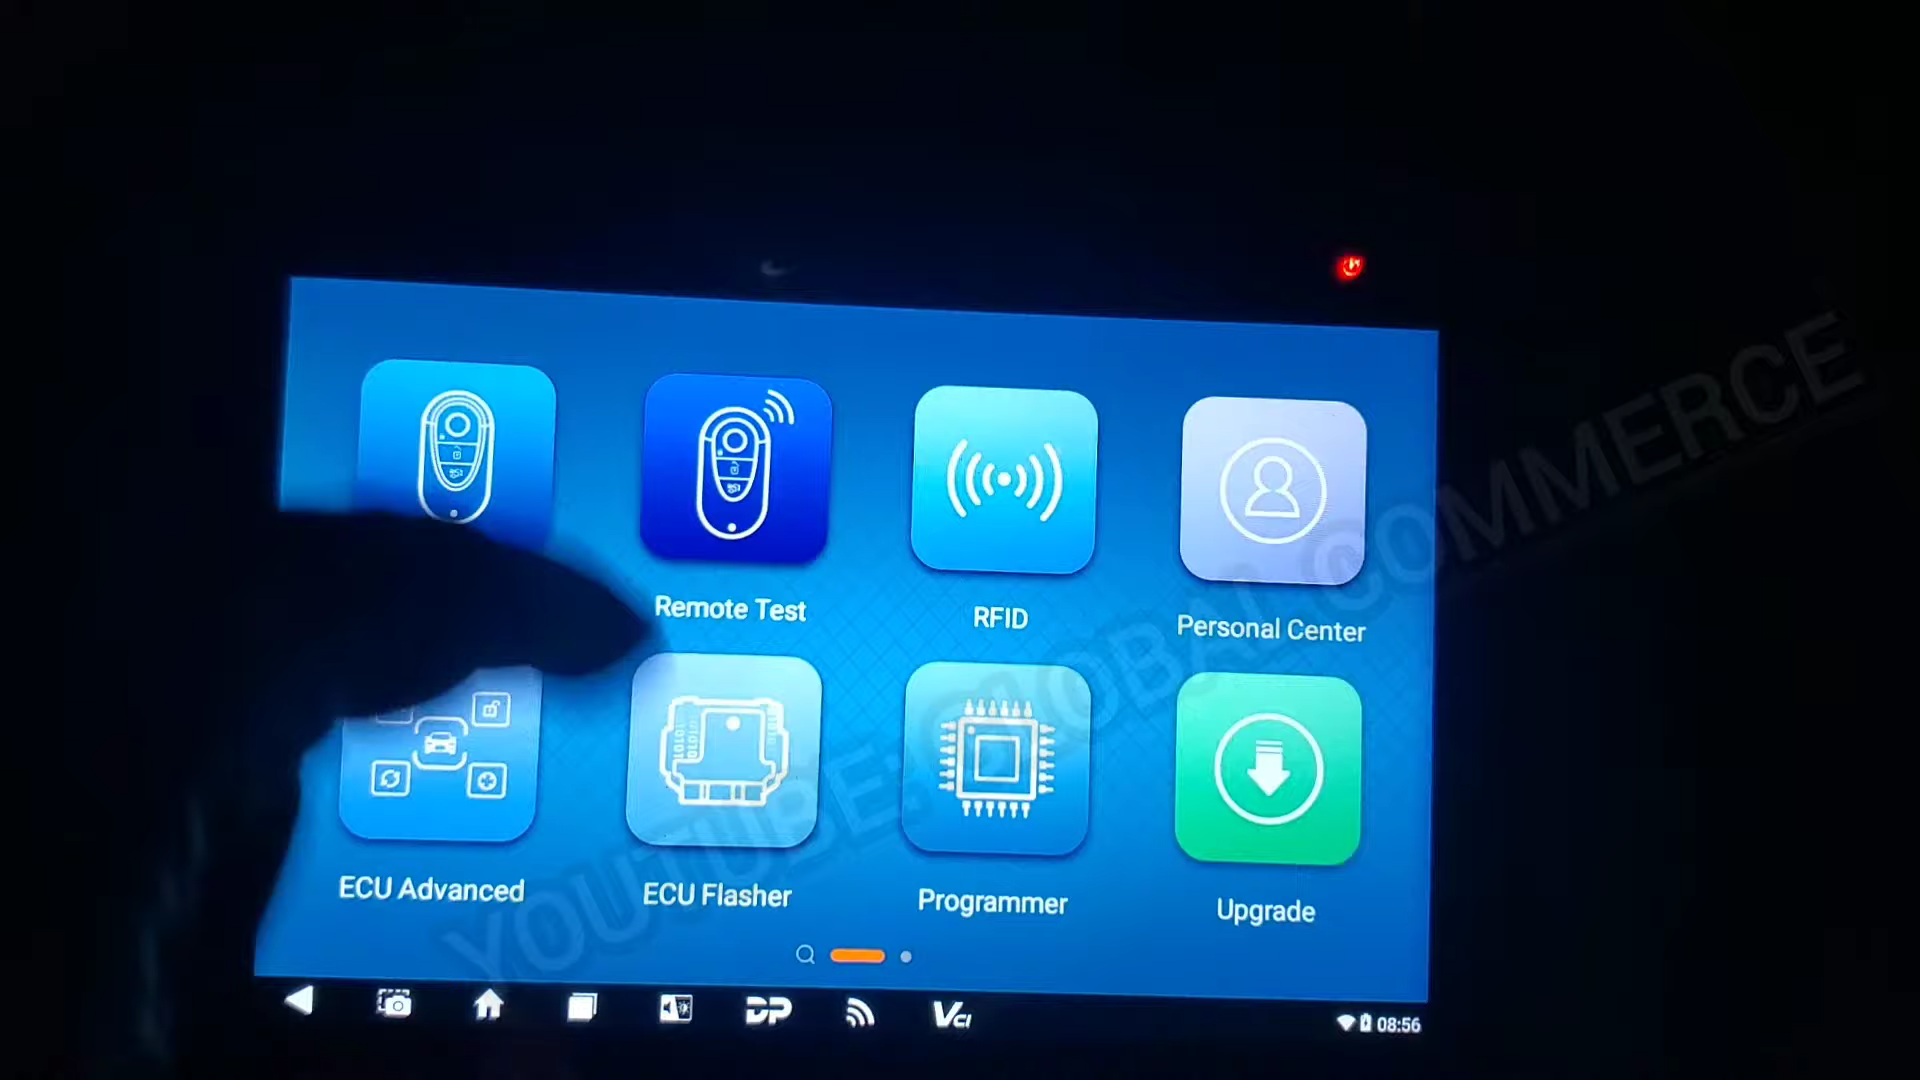 Remote Test
RFID
Personal Center
ECU Advanced
ECU Flasher
Programmer
Upgrade
DP
VCI
08:56
YOUTUBE: GLOBAL COMMERCE